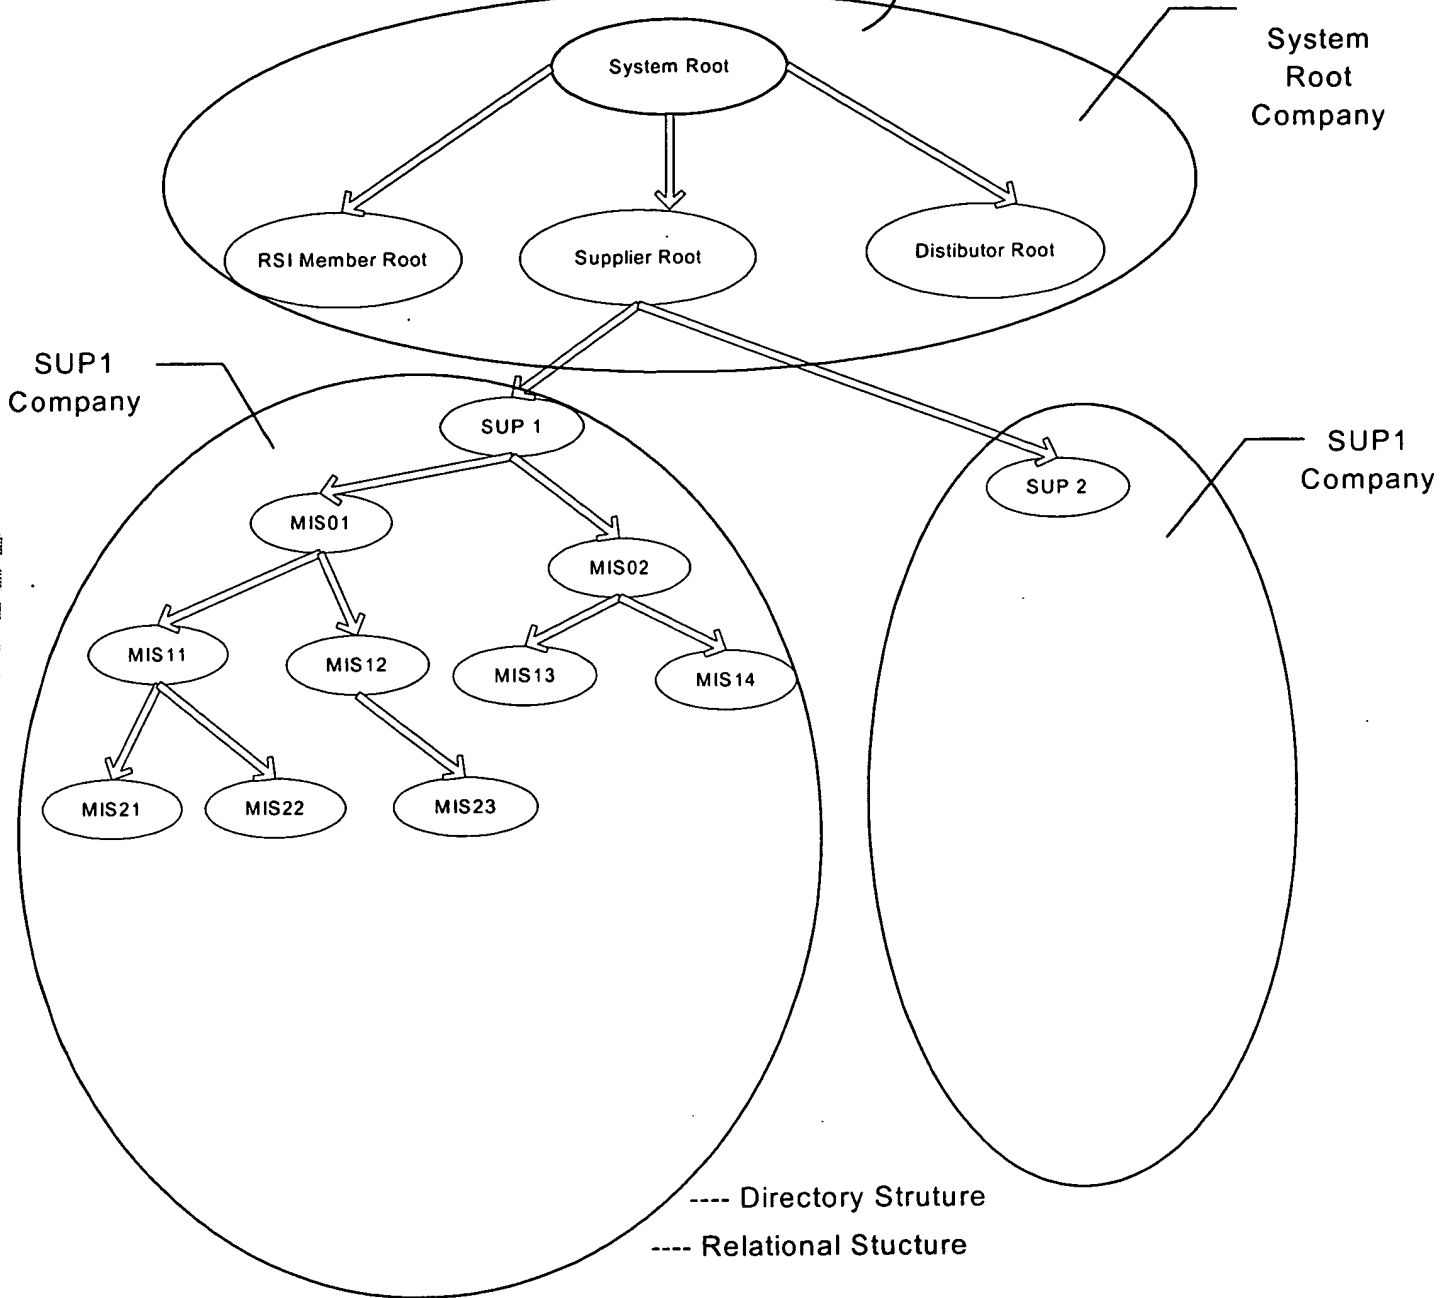 System
Root
Company
System Root
RSI Member Root
Supplier Root
Distibutor Root
SUP1
Company
SUP 1
SUP1
Company
SUP 2
MIS01
MIS02
MIS11
MIS12
MIS13
MIS14
MIS21
MIS22
MIS23
---- Directory Struture
---- Relational Stucture